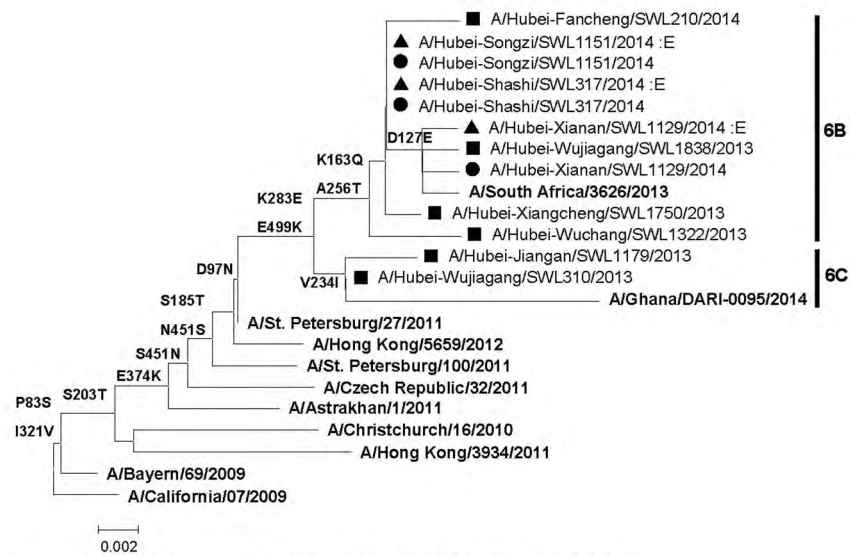 A/Hubei-Fancheng/SWL210/2014
A/Hubei-Songzi/SWL1151/2014 :E
A/Hubei-Songzi/SWL1151/2014
A/Hubei-Shashi/SWL317/2014 :E
A/Hubei-Shashi/SWL317/2014
6B
D127E
A/Hubei-Xianan/SWL1129/2014 :E
A/Hubei-Wujiagang/SWL1838/2013
K163Q
A/Hubei-Xianan/SWL1129/2014
K283E
A256T
A/South Africa/3626/2013
A/Hubei-Xiangcheng/SWL1750/2013
E499K
A/Hubei-Wuchang/SWL1322/2013
A/Hubei-Jiangan/SWL1179/2013
D97N
V234I
A/Hubei-Wujiagang/SWL310/2013
6C
S185T
A/Ghana/DARI-0095/2014
A/St. Petersburg/27/2011
N451S
A/Hong Kong/5659/2012
S451N
A/St. Petersburg/100/2011
E374K
A/Czech Republic/32/2011
P83S
S203T
A/Astrakhan/1/2011
I321V
A/Christchurch/16/2010
A/Hong Kong/3934/2011
A/Bayern/69/2009
A/California/07/2009
0.002